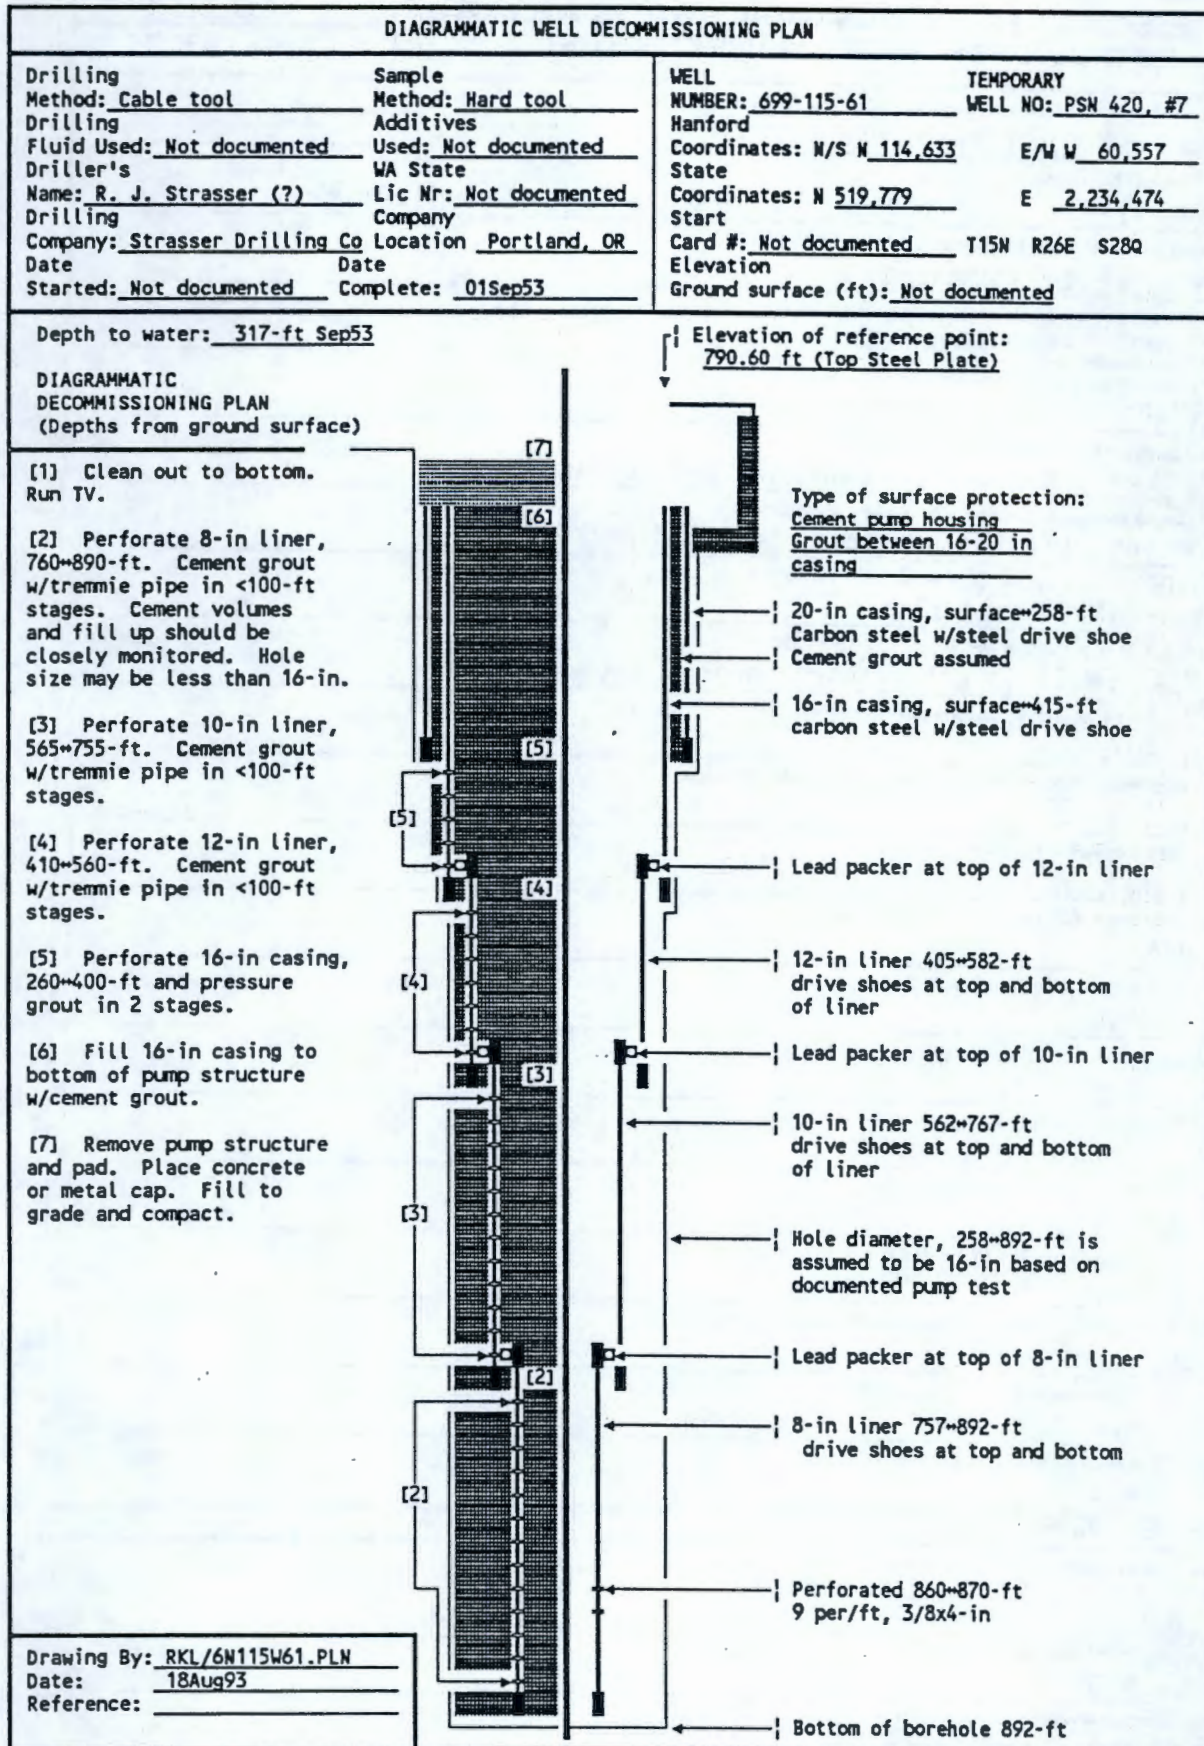 DIAGRAMMATIC WELL DECOMMISSIONING PLAN
Drilling Sample
Method: Cable tool Method: Hard tool
Drilling Additives
Fluid Used: Not documented Used: Not documented
Driller's WA State
Name: R. J. Strasser (?) Lic Nr: Not documented
Drilling Company
Company: Strasser Drilling Co Location Portland, OR
Date Date
Started: Not documented Complete: 01Sep53
WELL TEMPORARY
NUMBER: 699-115-61 WELL NO: PSN 420, #7
Hanford
Coordinates: N/S N 114,633 E/W W 60,557
State
Coordinates: N 519,779 E 2,234,474
Start
Card #: Not documented T15N R26E S28Q
Elevation
Ground surface (ft): Not documented
Depth to water: 317-ft Sep53
DIAGRAMMATIC
DECOMMISSIONING PLAN
(Depths from ground surface)
[1] Clean out to bottom.
Run TV.
[2] Perforate 8-in liner,
760↔890-ft. Cement grout
w/tremmie pipe in <100-ft
stages. Cement volumes
and fill up should be
closely monitored. Hole
size may be less than 16-in.
[3] Perforate 10-in liner,
565↔755-ft. Cement grout
w/tremmie pipe in <100-ft
stages.
[4] Perforate 12-in liner,
410↔560-ft. Cement grout
w/tremmie pipe in <100-ft
stages.
[5] Perforate 16-in casing,
260↔400-ft and pressure
grout in 2 stages.
[6] Fill 16-in casing to
bottom of pump structure
w/cement grout.
[7] Remove pump structure
and pad. Place concrete
or metal cap. Fill to
grade and compact.
[7]
[6]
[5]
[5]
[4]
[4]
[3]
[3]
[2]
[2]
Elevation of reference point:
790.60 ft (Top Steel Plate)
Type of surface protection:
Cement pump housing
Grout between 16-20 in
casing
20-in casing, surface↔258-ft
Carbon steel w/steel drive shoe
Cement grout assumed
16-in casing, surface↔415-ft
carbon steel w/steel drive shoe
Lead packer at top of 12-in liner
12-in liner 405↔582-ft
drive shoes at top and bottom
of liner
Lead packer at top of 10-in liner
10-in liner 562↔767-ft
drive shoes at top and bottom
of liner
Hole diameter, 258↔892-ft is
assumed to be 16-in based on
documented pump test
Lead packer at top of 8-in liner
8-in liner 757↔892-ft
drive shoes at top and bottom
Perforated 860↔870-ft
9 per/ft, 3/8x4-in
Bottom of borehole 892-ft
Drawing By: RKL/6N115W61.PLN
Date: 18Aug93
Reference: